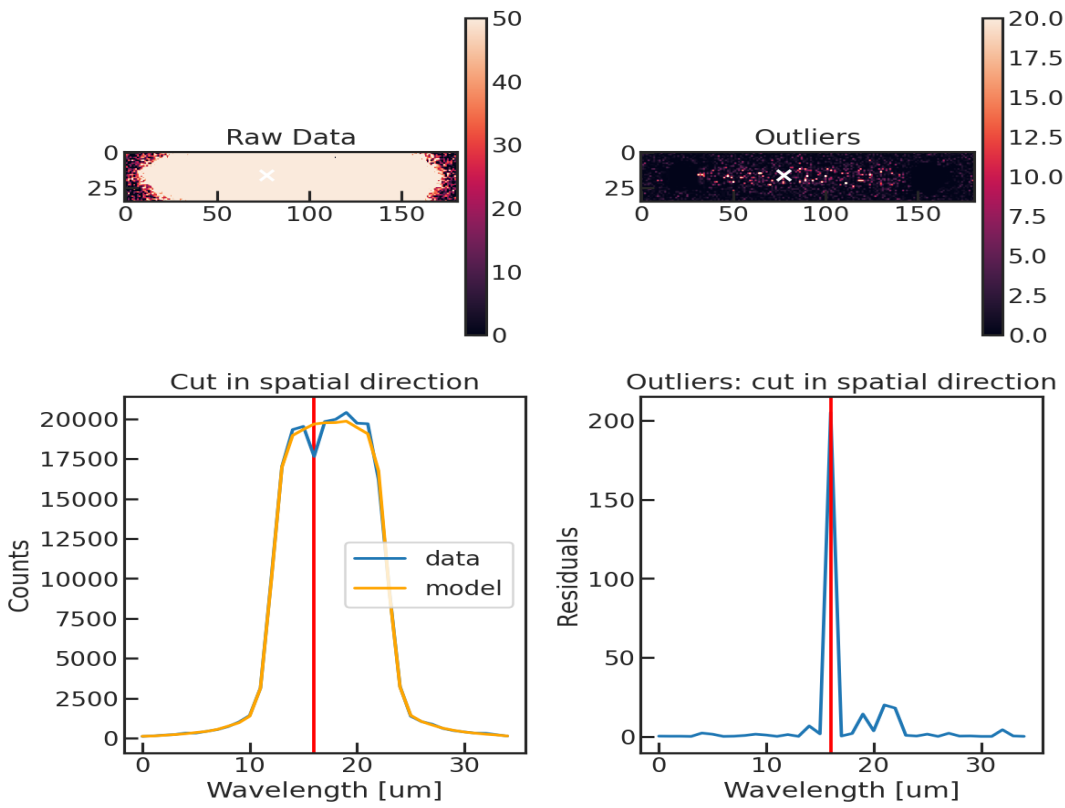 Raw Data
0
25
0 50 100 150
50
40
30
20
10
0
Outliers
0
25
0 50 100 150
20.0
17.5
15.0
12.5
10.0
7.5
5.0
2.5
0.0
Cut in spatial direction
Counts
20000
17500
15000
12500
10000
7500
5000
2500
0
data
model
0 10 20 30
Wavelength [um]
Outliers: cut in spatial direction
Residuals
200
150
100
50
0
0 10 20 30
Wavelength [um]